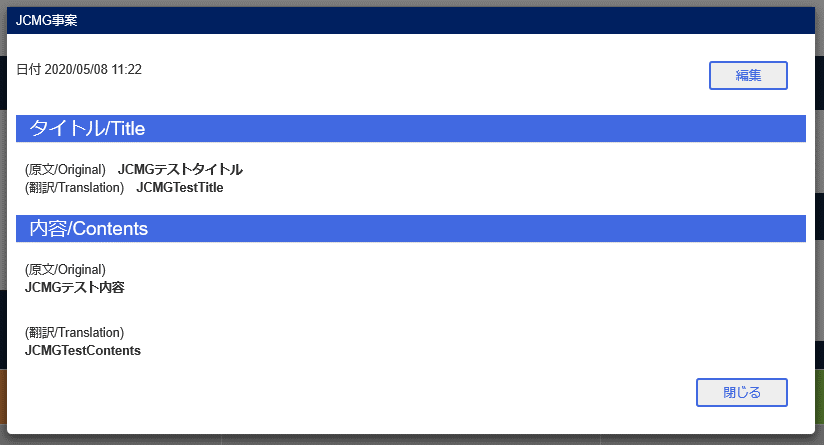 JCMG事案
日付 2020/05/08 11:22
編集
タイトル/Title
(原文/Original) JCMGテストタイトル
(翻訳/Translation) JCMGTestTitle
内容/Contents
(原文/Original)
JCMGテスト内容
(翻訳/Translation)
JCMGTestContents
閉じる